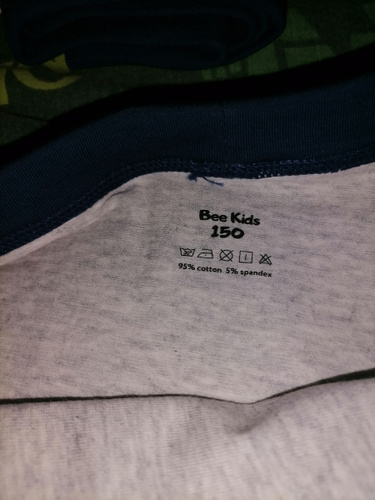 Bee Kids
150
95% cotton 5% spandex